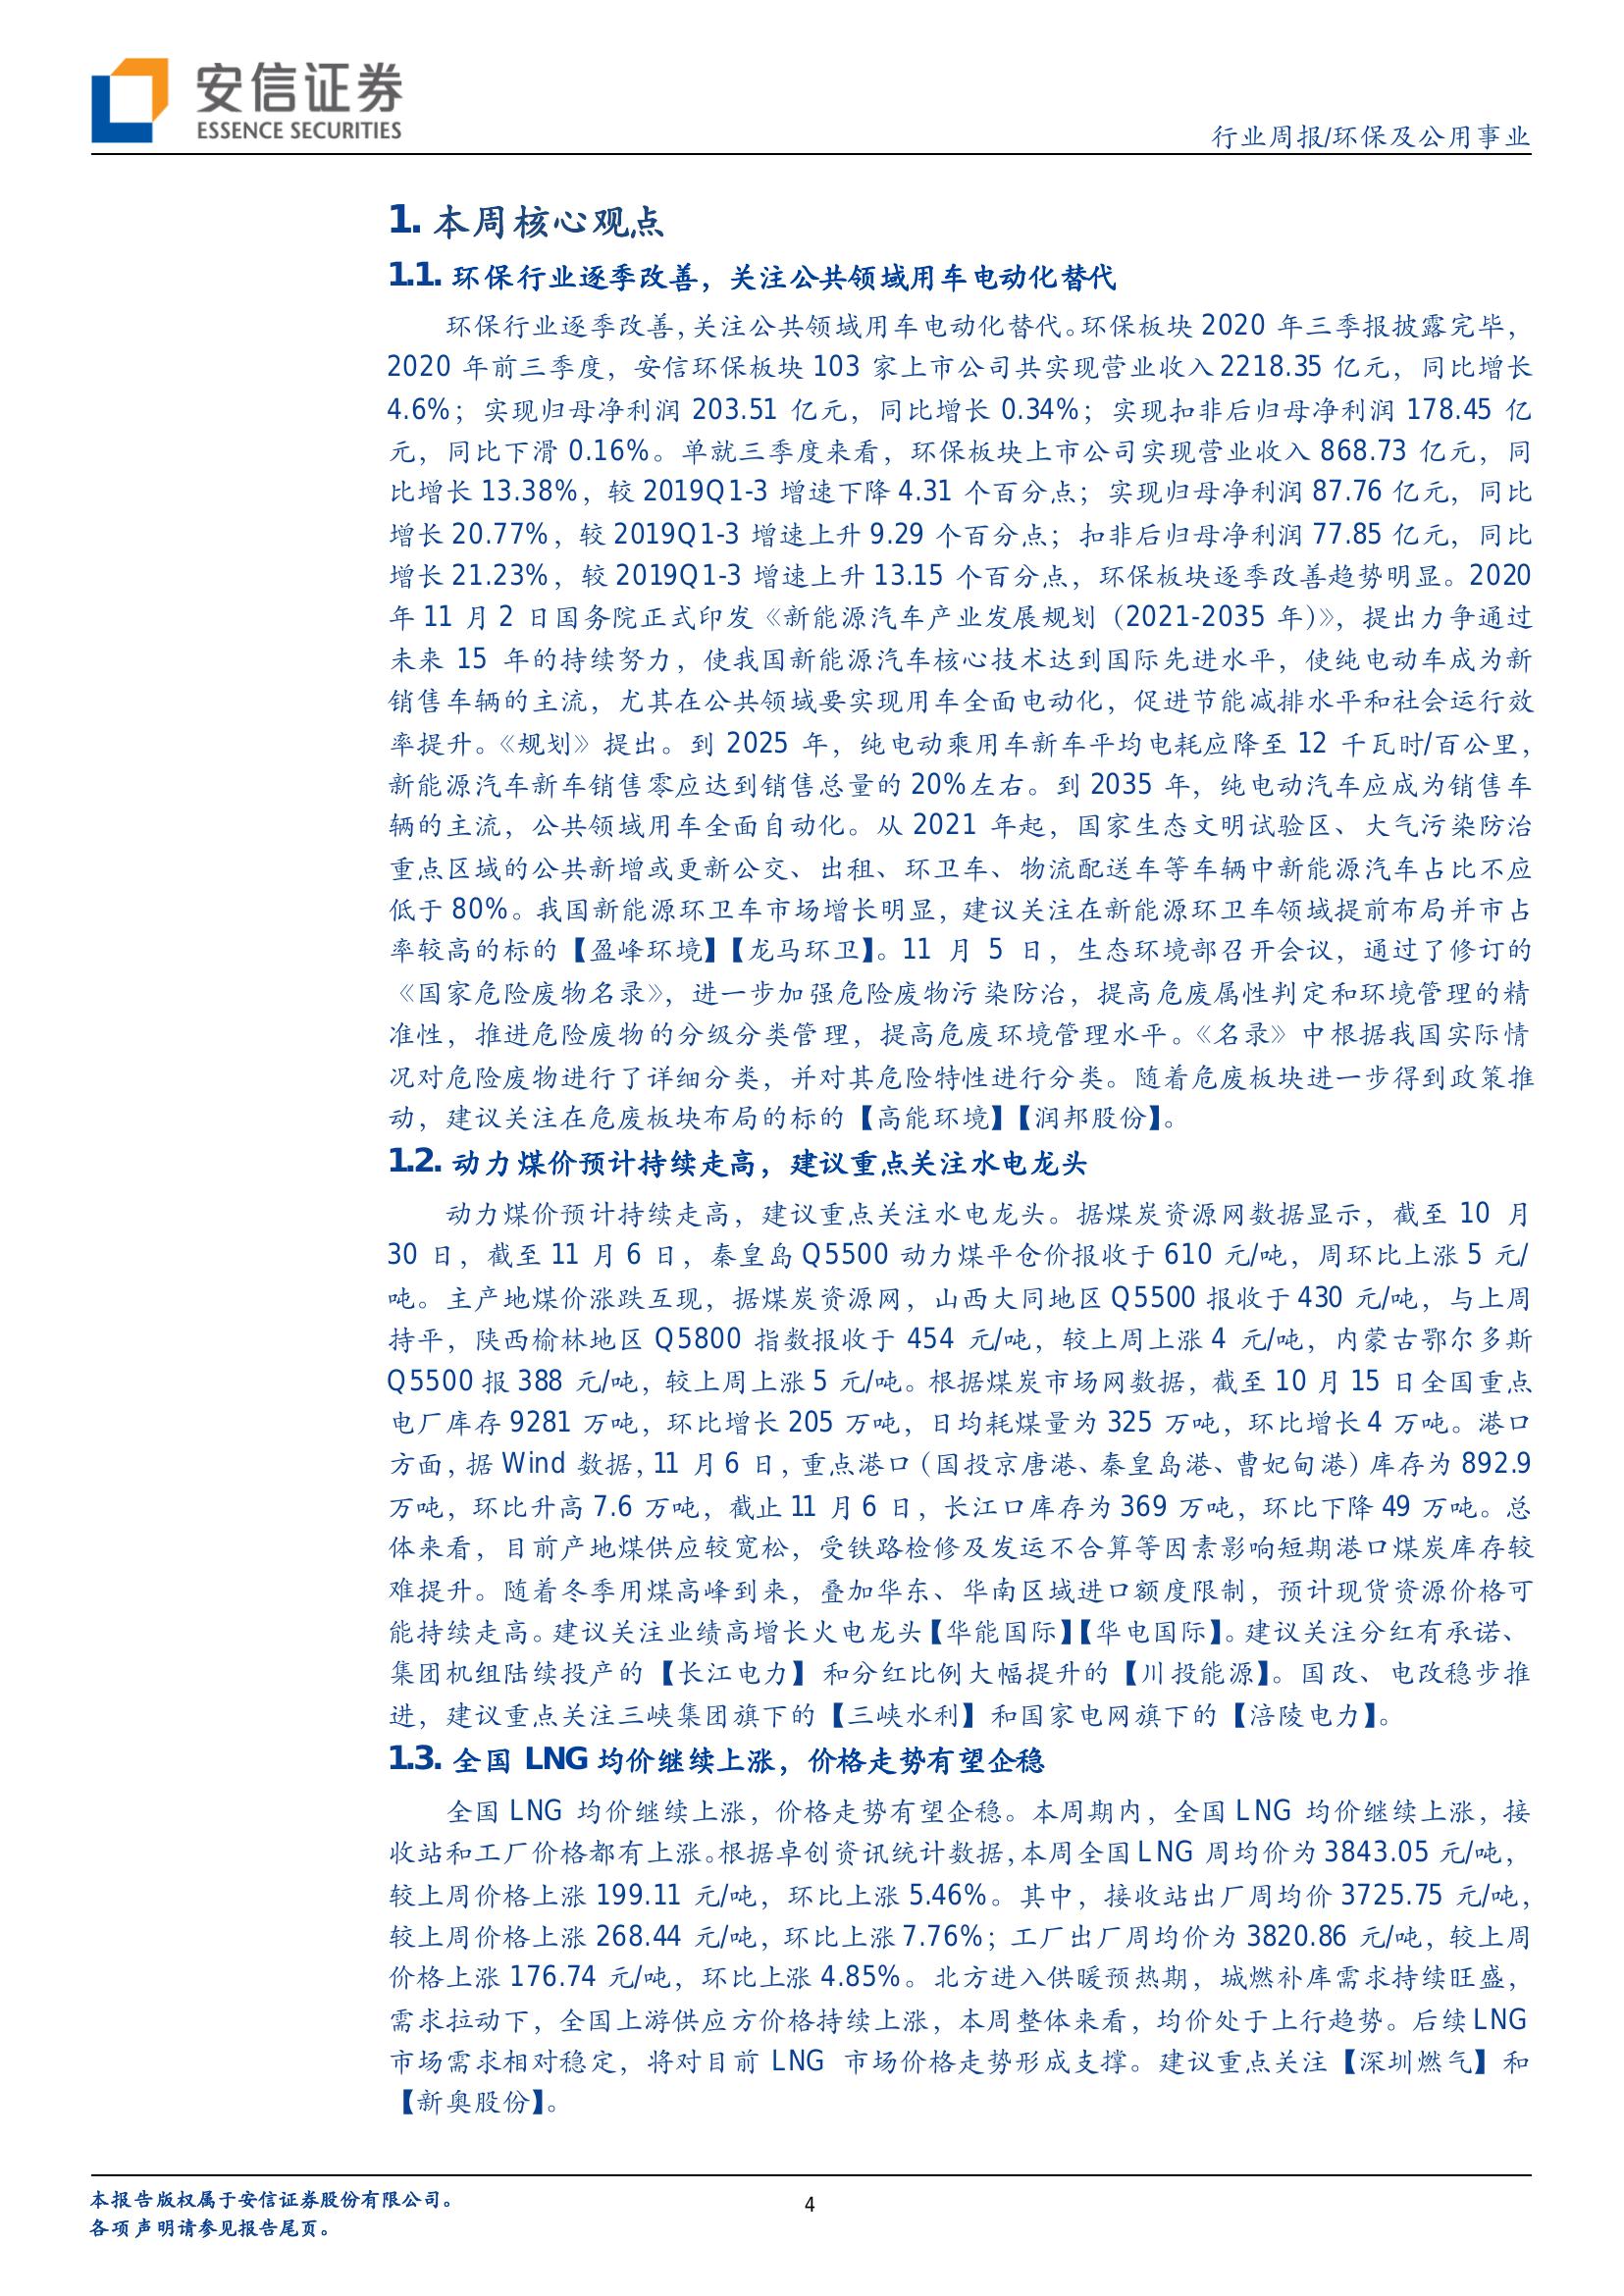 安信证券
ESSENCE SECURITIES
行业周报/环保及公用事业
1. 本周核心观点
1.1. 环保行业逐季改善，关注公共领域用车电动化替代
环保行业逐季改善，关注公共领域用车电动化替代。环保板块 2020 年三季报披露完毕，
2020 年前三季度，安信环保板块 103 家上市公司共实现营业收入 2218.35 亿元，同比增长
4.6%；实现归母净利润 203.51 亿元，同比增长 0.34%；实现扣非后归母净利润 178.45 亿
元，同比下滑 0.16%。单就三季度来看，环保板块上市公司实现营业收入 868.73 亿元，同
比增长 13.38%，较 2019Q1-3 增速下降 4.31 个百分点；实现归母净利润 87.76 亿元，同比
增长 20.77%，较 2019Q1-3 增速上升 9.29 个百分点；扣非后归母净利润 77.85 亿元，同比
增长 21.23%，较 2019Q1-3 增速上升 13.15 个百分点，环保板块逐季改善趋势明显。2020
年 11 月 2 日国务院正式印发《新能源汽车产业发展规划（2021-2035 年）》，提出力争通过
未来 15 年的持续努力，使我国新能源汽车核心技术达到国际先进水平，使纯电动车成为新
销售车辆的主流，尤其在公共领域要实现用车全面电动化，促进节能减排水平和社会运行效
率提升。《规划》提出。到 2025 年，纯电动乘用车新车平均电耗应降至 12 千瓦时/百公里，
新能源汽车新车销售零应达到销售总量的 20%左右。到 2035 年，纯电动汽车应成为销售车
辆的主流，公共领域用车全面自动化。从 2021 年起，国家生态文明试验区、大气污染防治
重点区域的公共新增或更新公交、出租、环卫车、物流配送车等车辆中新能源汽车占比不应
低于 80%。我国新能源环卫车市场增长明显，建议关注在新能源环卫车领域提前布局并市占
率较高的标的【盈峰环境】【龙马环卫】。11 月 5 日，生态环境部召开会议，通过了修订的
《国家危险废物名录》，进一步加强危险废物污染防治，提高危废属性判定和环境管理的精
准性，推进危险废物的分级分类管理，提高危废环境管理水平。《名录》中根据我国实际情
况对危险废物进行了详细分类，并对其危险特性进行分类。随着危废板块进一步得到政策推
动，建议关注在危废板块布局的标的【高能环境】【润邦股份】。
1.2. 动力煤价预计持续走高，建议重点关注水电龙头
动力煤价预计持续走高，建议重点关注水电龙头。据煤炭资源网数据显示，截至 10 月
30 日，截至 11 月 6 日，秦皇岛 Q5500 动力煤平仓价报收于 610 元/吨，周环比上涨 5 元/
吨。主产地煤价涨跌互现，据煤炭资源网，山西大同地区 Q5500 报收于 430 元/吨，与上周
持平，陕西榆林地区 Q5800 指数报收于 454 元/吨，较上周上涨 4 元/吨，内蒙古鄂尔多斯
Q5500 报 388 元/吨，较上周上涨 5 元/吨。根据煤炭市场网数据，截至 10 月 15 日全国重点
电厂库存 9281 万吨，环比增长 205 万吨，日均耗煤量为 325 万吨，环比增长 4 万吨。港口
方面，据 Wind 数据，11 月 6 日，重点港口（国投京唐港、秦皇岛港、曹妃甸港）库存为 892.9
万吨，环比升高 7.6 万吨，截止 11 月 6 日，长江口库存为 369 万吨，环比下降 49 万吨。总
体来看，目前产地煤供应较宽松，受铁路检修及发运不合算等因素影响短期港口煤炭库存较
难提升。随着冬季用煤高峰到来，叠加华东、华南区域进口额度限制，预计现货资源价格可
能持续走高。建议关注业绩高增长火电龙头【华能国际】【华电国际】。建议关注分红有承诺、
集团机组陆续投产的【长江电力】和分红比例大幅提升的【川投能源】。国改、电改稳步推
进，建议重点关注三峡集团旗下的【三峡水利】和国家电网旗下的【涪陵电力】。
1.3. 全国 LNG 均价继续上涨，价格走势有望企稳
全国 LNG 均价继续上涨，价格走势有望企稳。本周期内，全国 LNG 均价继续上涨，接
收站和工厂价格都有上涨。根据卓创资讯统计数据，本周全国 LNG 周均价为 3843.05 元/吨，
较上周价格上涨 199.11 元/吨，环比上涨 5.46%。其中，接收站出厂周均价 3725.75 元/吨，
较上周价格上涨 268.44 元/吨，环比上涨 7.76%；工厂出厂周均价为 3820.86 元/吨，较上周
价格上涨 176.74 元/吨，环比上涨 4.85%。北方进入供暖预热期，城燃补库需求持续旺盛，
需求拉动下，全国上游供应方价格持续上涨，本周整体来看，均价处于上行趋势。后续 LNG
市场需求相对稳定，将对目前 LNG 市场价格走势形成支撑。建议重点关注【深圳燃气】和
【新奥股份】。
本报告版权属于安信证券股份有限公司。
各项声明请参见报告尾页。
4